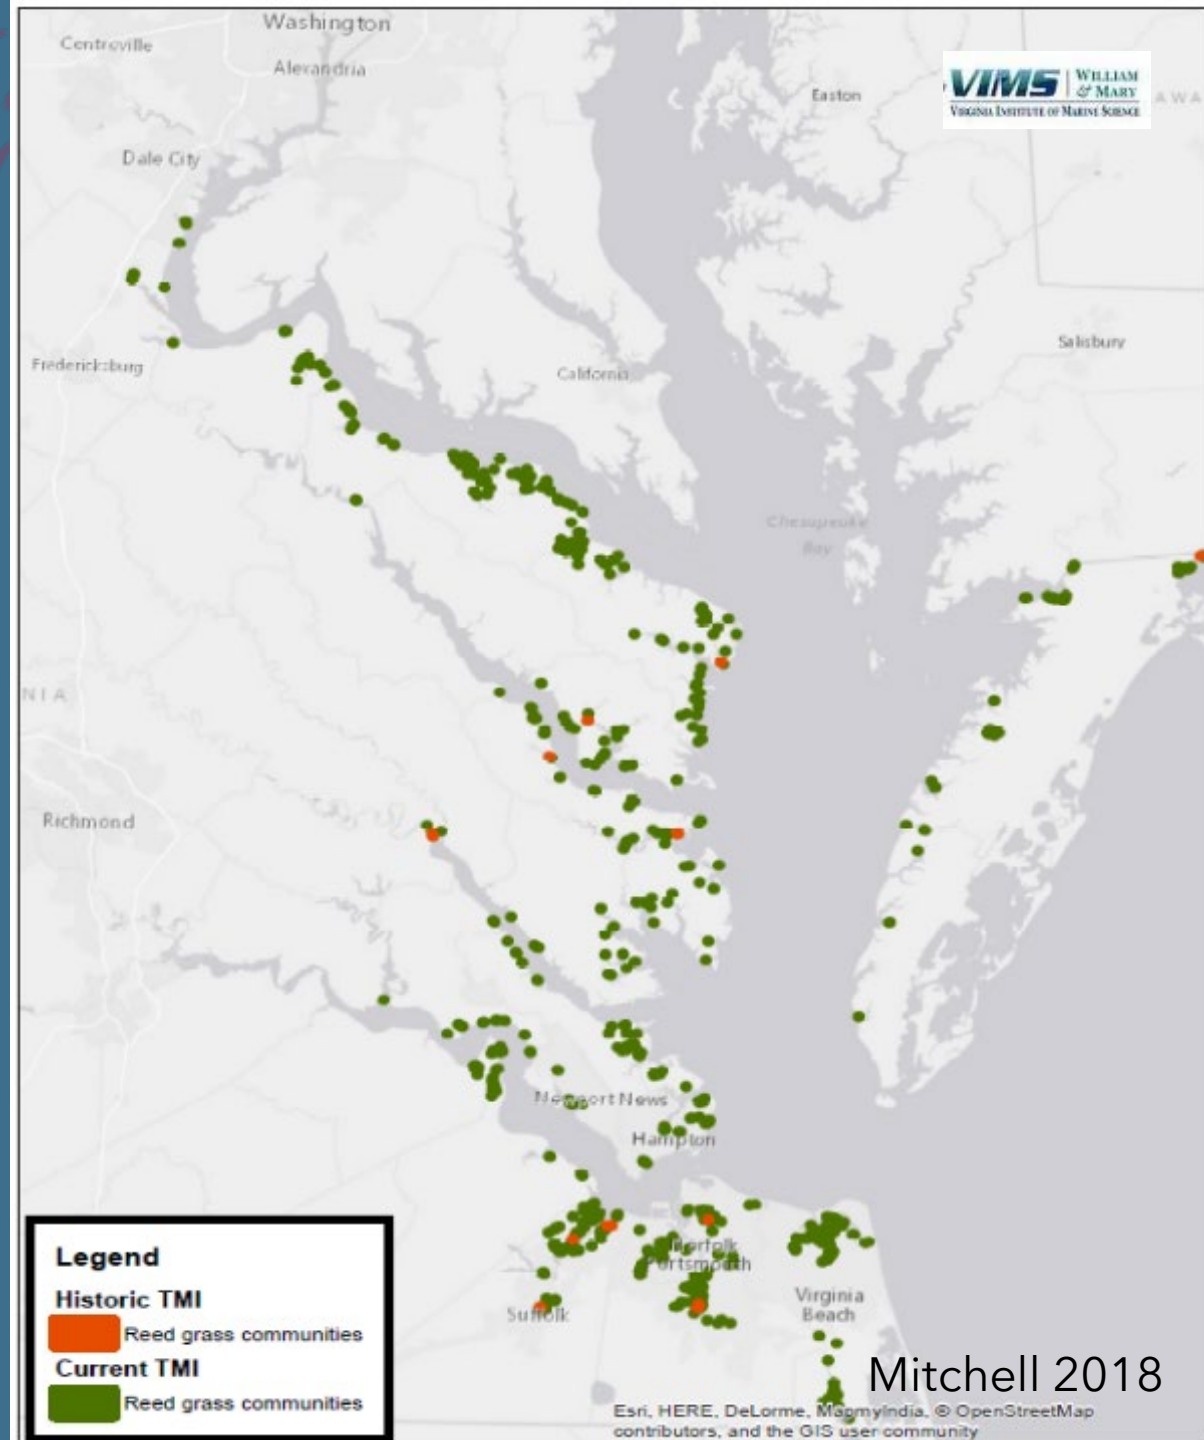 Washington
Centreville
Alexandria
Easton
VIMS
WILLIAM
& MARY
VIRGINIA INSTITUTE OF MARINE SCIENCE
A W A
Dale City
Salisbury
Fredericksburg
California
Chesapeake
Bay
N I A
Richmond
Newport News
Hampton
Norfolk
Portsmouth
Virginia
Beach
Suffolk
Legend
Historic TMI
Reed grass communities
Current TMI
Reed grass communities
Mitchell 2018
Esri, HERE, DeLorme, MapmyIndia, © OpenStreetMap
contributors, and the GIS user community